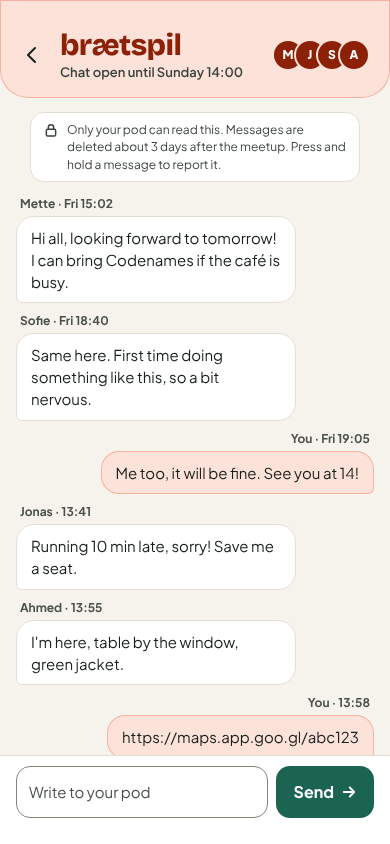 brætspil
Chat open until Sunday 14:00
M J S A
Only your pod can read this. Messages are
deleted about 3 days after the meetup. Press and
hold a message to report it.
Mette · Fri 15:02
Hi all, looking forward to tomorrow!
I can bring Codenames if the café is
busy.
Sofie · Fri 18:40
Same here. First time doing
something like this, so a bit
nervous.
You · Fri 19:05
Me too, it will be fine. See you at 14!
Jonas · 13:41
Running 10 min late, sorry! Save me
a seat.
Ahmed · 13:55
I'm here, table by the window,
green jacket.
You · 13:58
https://maps.app.goo.gl/abc123
Write to your pod
Send →